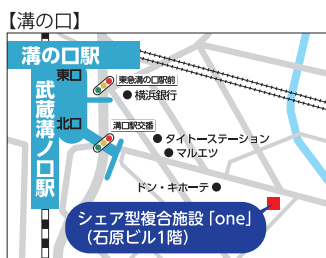 【溝の口】
溝の口駅
東口
東急溝の口駅前
横浜銀行
武蔵溝ノ口駅
北口
溝口駅交番
タイトーステーション
マルエツ
ドン・キホーテ
シェア型複合施設「one」
(石原ビル1階)